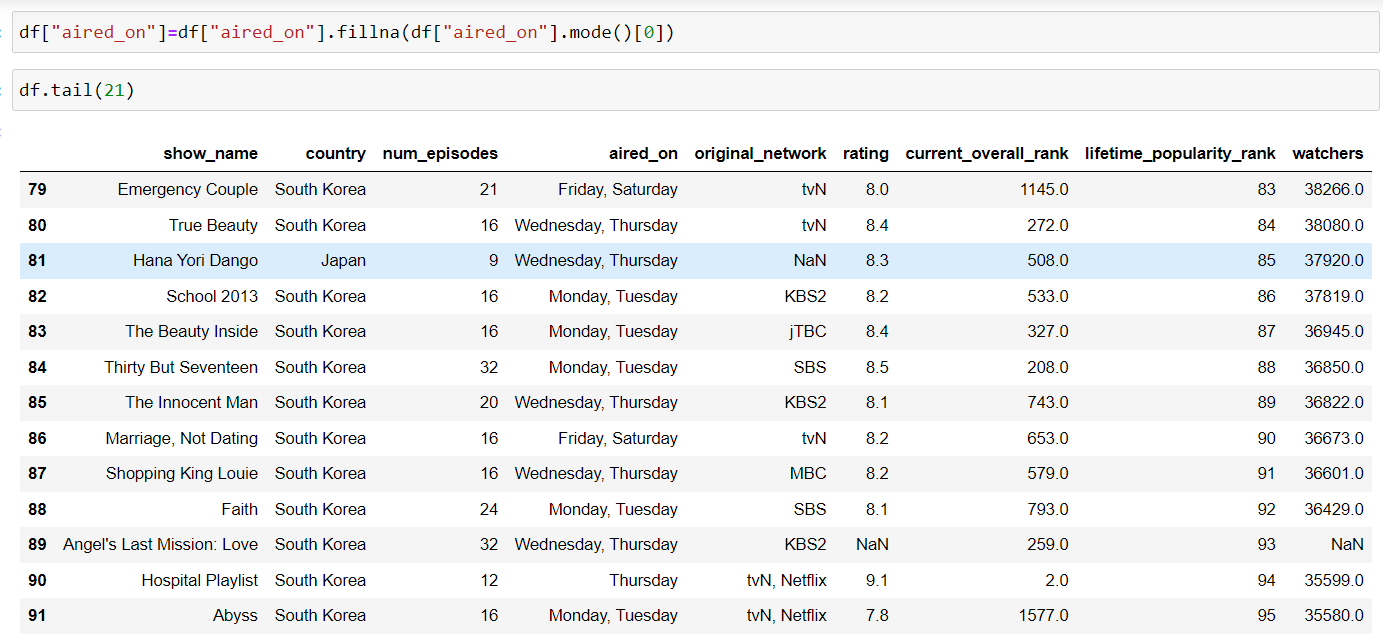 df["aired_on"]=df["aired_on"].fillna(df["aired_on"].mode()[0])
df.tail(21)
show_name country num_episodes aired_on original_network rating current_overall_rank lifetime_popularity_rank watchers
79 Emergency Couple South Korea 21 Friday, Saturday tvN 8.0 1145.0 83 38266.0
80 True Beauty South Korea 16 Wednesday, Thursday tvN 8.4 272.0 84 38080.0
81 Hana Yori Dango Japan 9 Wednesday, Thursday NaN 8.3 508.0 85 37920.0
82 School 2013 South Korea 16 Monday, Tuesday KBS2 8.2 533.0 86 37819.0
83 The Beauty Inside South Korea 16 Monday, Tuesday jTBC 8.4 327.0 87 36945.0
84 Thirty But Seventeen South Korea 32 Monday, Tuesday SBS 8.5 208.0 88 36850.0
85 The Innocent Man South Korea 20 Wednesday, Thursday KBS2 8.1 743.0 89 36822.0
86 Marriage, Not Dating South Korea 16 Friday, Saturday tvN 8.2 653.0 90 36673.0
87 Shopping King Louie South Korea 16 Wednesday, Thursday MBC 8.2 579.0 91 36601.0
88 Faith South Korea 24 Monday, Tuesday SBS 8.1 793.0 92 36429.0
89 Angel's Last Mission: Love South Korea 32 Wednesday, Thursday KBS2 NaN 259.0 93 NaN
90 Hospital Playlist South Korea 12 Thursday tvN, Netflix 9.1 2.0 94 35599.0
91 Abyss South Korea 16 Monday, Tuesday tvN, Netflix 7.8 1577.0 95 35580.0